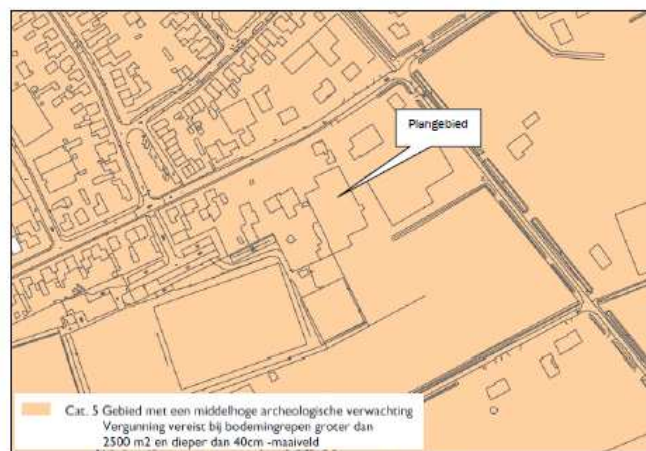 Plangebied
Cat. 5 Gebied met een middelhoge archeologische verwachting
Vergunning vereist bij bodemingrepen groter dan
2500 m2 en dieper dan 40cm -maaiveld